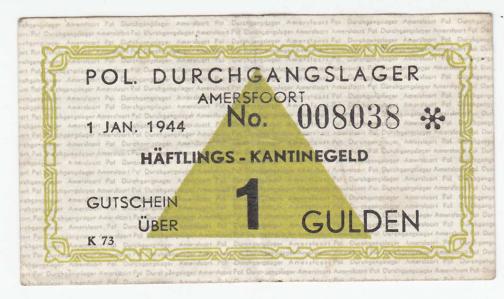 POL. DURCHGANGSLAGER
AMERSFOORT
1 JAN. 1944 No. 008038 *
HÄFTLINGS - KANTINEGELD
GUTSCHEIN ÜBER 1 GULDEN
K 73